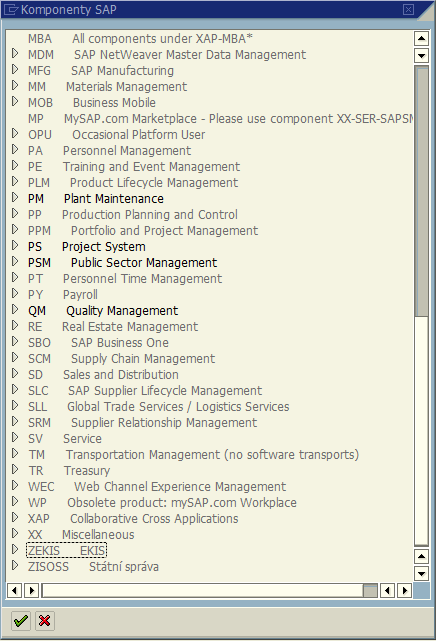 Komponenty SAP
MBA All components under XAP-MBA*
MDM SAP NetWeaver Master Data Management
MFG SAP Manufacturing
MM Materials Management
MOB Business Mobile
MP MySAP.com Marketplace - Please use component XX-SER-SAPSM
OPU Occasional Platform User
PA Personnel Management
PE Training and Event Management
PLM Product Lifecycle Management
PM Plant Maintenance
PP Production Planning and Control
PPM Portfolio and Project Management
PS Project System
PSM Public Sector Management
PT Personnel Time Management
PY Payroll
QM Quality Management
RE Real Estate Management
SBO SAP Business One
SCM Supply Chain Management
SD Sales and Distribution
SLC SAP Supplier Lifecycle Management
SLL Global Trade Services / Logistics Services
SRM Supplier Relationship Management
SV Service
TM Transportation Management (no software transports)
TR Treasury
WEC Web Channel Experience Management
WP Obsolete product: mySAP.com Workplace
XAP Collaborative Cross Applications
XX Miscellaneous
ZEKIS EKIS
ZISOSS Státní správa